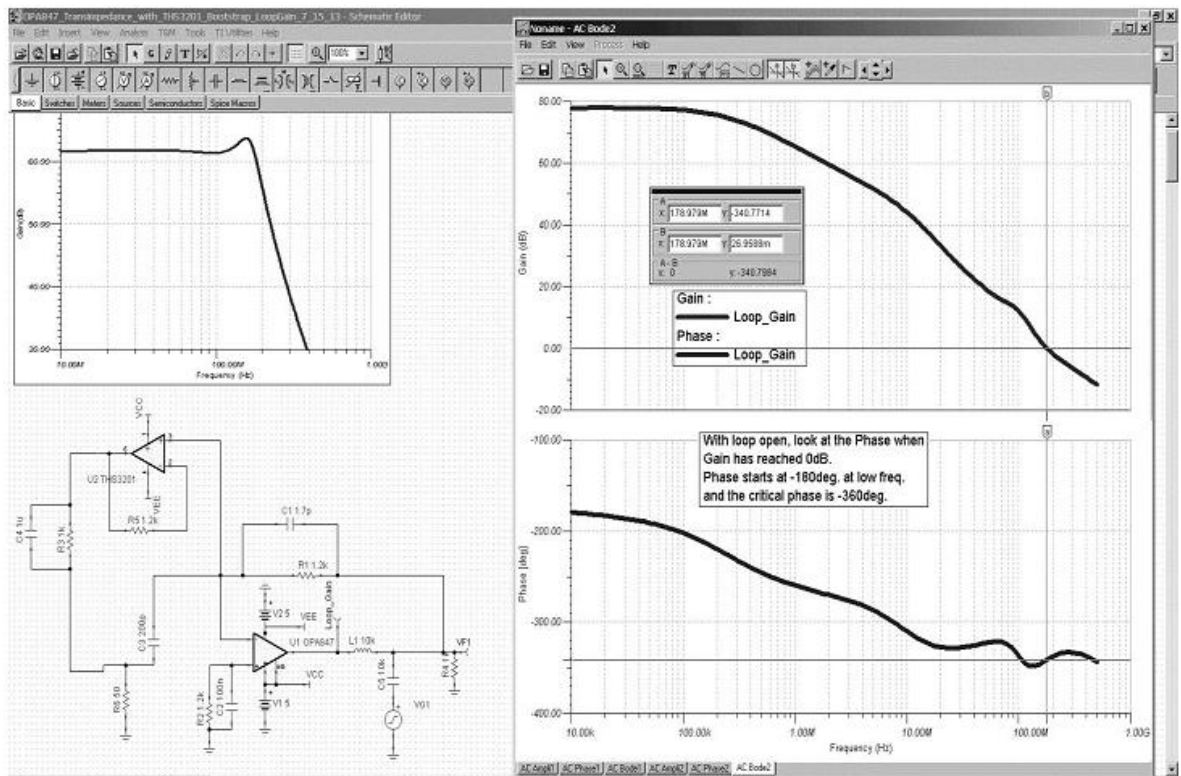 OPA847_Transimpedance_with_THS3201_Bootstrap_LoopGain_7_15_13 - Schematic Editor
File Edit Insert View Analysis T&M Tools TI Utilities Help
100%
Basic Switches Meters Sources Semiconductors Spice Macros
60.00
50.00
40.00
20.00
Gain (dB)
10.00M 100.00M 1.00G
Frequency (Hz)
VCC
U2 THS3201
VEE
R5 1.2k
C4 1u
R3 1k
C1 1.7p
R1 1.2k
C3 200p
V2 5
VEE
Loop_Gain
U1 OPA847
L1 10k
VF1
R4 1k
VCC
C5 10k
R6 50
R2 1.2k
C2 100n
V1 5
VG1
Noname - AC Bode2
File Edit View Process Help
80.00
60.00
40.00
20.00
0.00
-20.00
Gain (dB)
b
A
x: 178.979M y: -340.7714
B
x: 178.979M y: 26.9588m
A - B
x: 0 y: -340.7984
Gain :
Loop_Gain
Phase :
Loop_Gain
a
With loop open, look at the Phase when
Gain has reached 0dB.
Phase starts at -180deg. at low freq.
and the critical phase is -360deg.
-100.00
-200.00
-300.00
-400.00
Phase [deg]
10.00k 100.00k 1.00M 10.00M 100.00M 1.00G
Frequency (Hz)
AC Ampli1 AC Phase1 AC Bode1 AC Ampli2 AC Phase2 AC Bode2